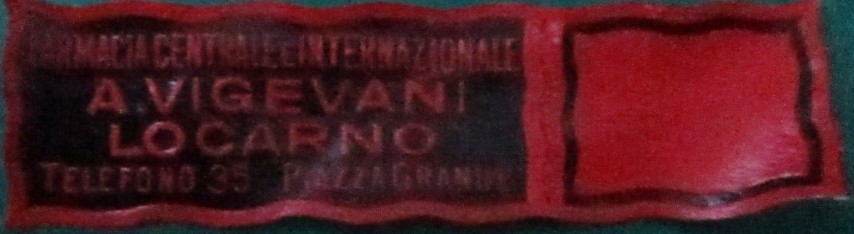 FARMACIA CENTRALE e INTERNAZIONALE
A. VIGEVANI
LOCARNO
TELEFONO 35 PIAZZA GRANDE